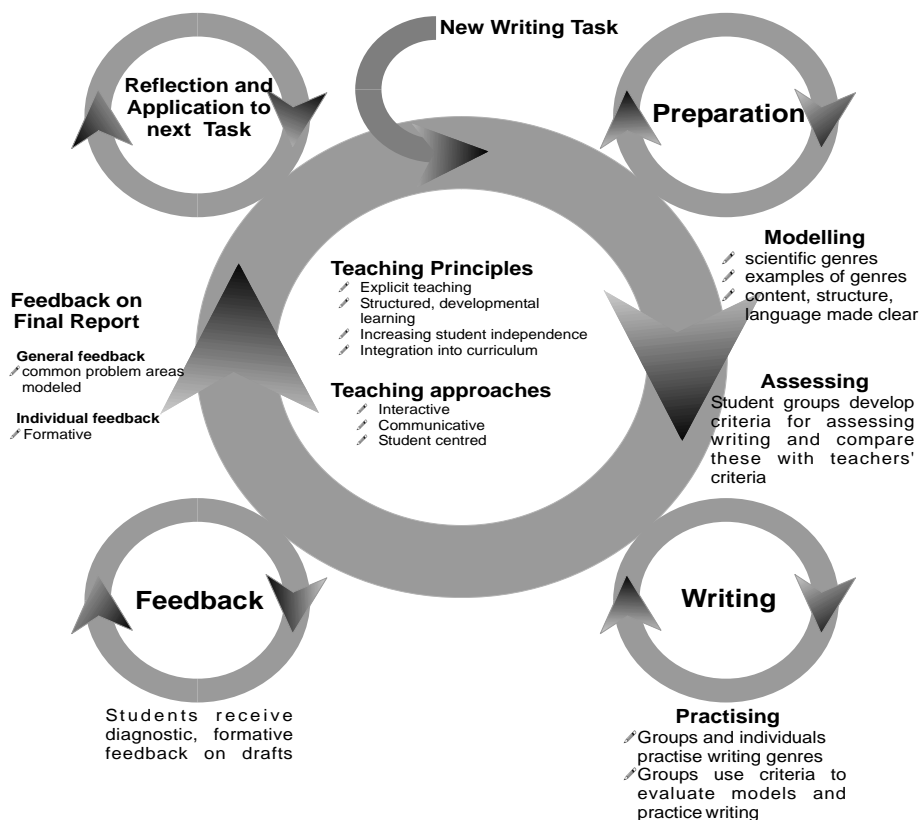 New Writing Task
Reflection and
Application to
next Task
Preparation
Modelling
scientific genres
examples of genres
content, structure,
language made clear
Assessing
Student groups develop
criteria for assessing
writing and compare
these with teachers'
criteria
Teaching Principles
Explicit teaching
Structured, developmental
learning
Increasing student independence
Integration into curriculum
Teaching approaches
Interactive
Communicative
Student centred
Feedback on
Final Report
General feedback
common problem areas
modeled
Individual feedback
Formative
Feedback
Students receive
diagnostic, formative
feedback on drafts
Writing
Practising
Groups and individuals
practise writing genres
Groups use criteria to
evaluate models and
practice writing